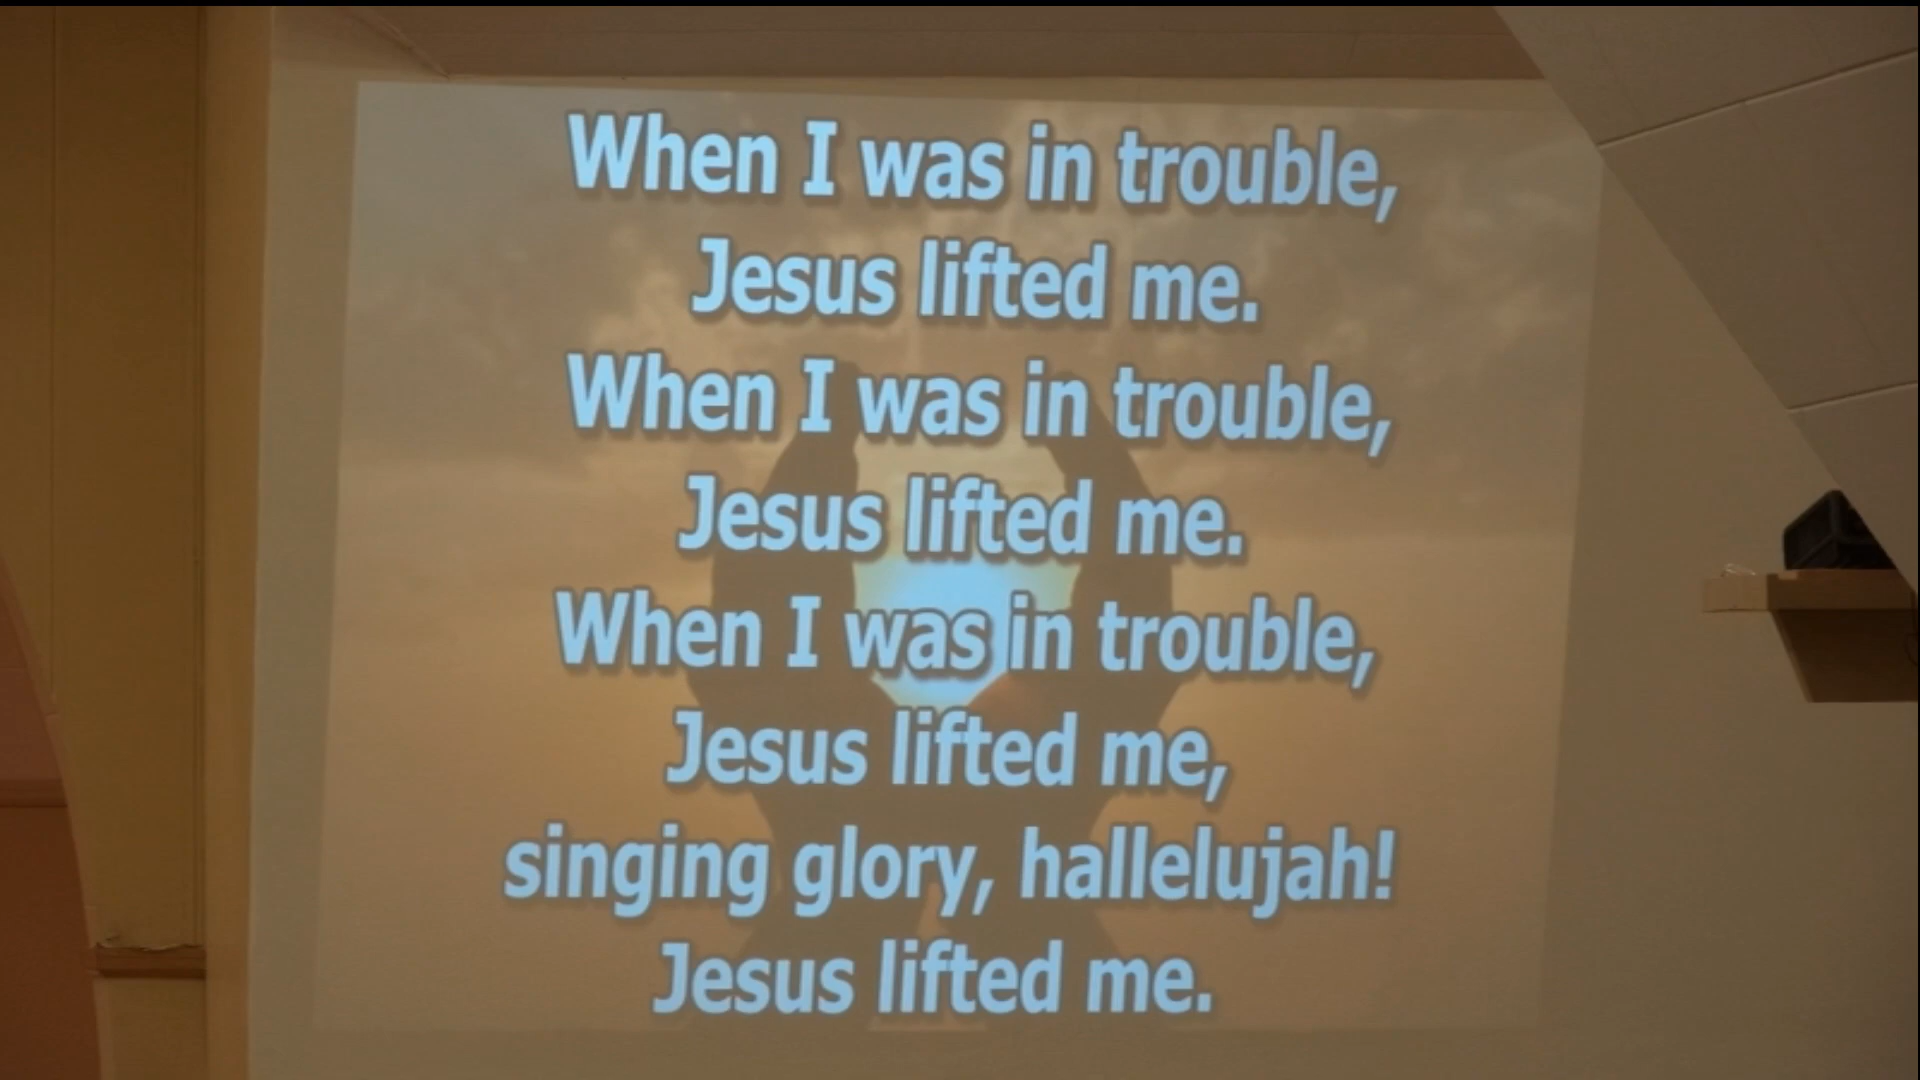 When I was in trouble,
Jesus lifted me.
When I was in trouble,
Jesus lifted me.
When I was in trouble,
Jesus lifted me,
singing glory, hallelujah!
Jesus lifted me.